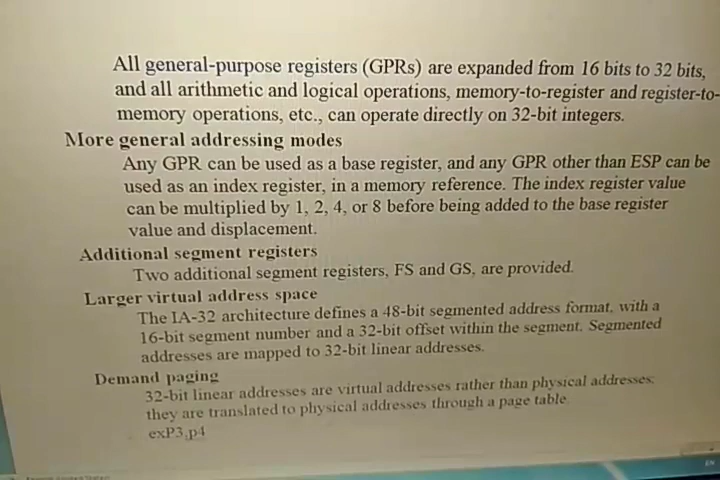 All general-purpose registers (GPRs) are expanded from 16 bits to 32 bits,
and all arithmetic and logical operations, memory-to-register and register-to-
memory operations, etc., can operate directly on 32-bit integers.
More general addressing modes
Any GPR can be used as a base register, and any GPR other than ESP can be
used as an index register, in a memory reference. The index register value
can be multiplied by 1, 2, 4, or 8 before being added to the base register
value and displacement.
Additional segment registers
Two additional segment registers, FS and GS, are provided.
Larger virtual address space
The IA-32 architecture defines a 48-bit segmented address format, with a
16-bit segment number and a 32-bit offset within the segment. Segmented
addresses are mapped to 32-bit linear addresses.
Demand paging
32-bit linear addresses are virtual addresses rather than physical addresses;
they are translated to physical addresses through a page table.
exP3,p4
EN